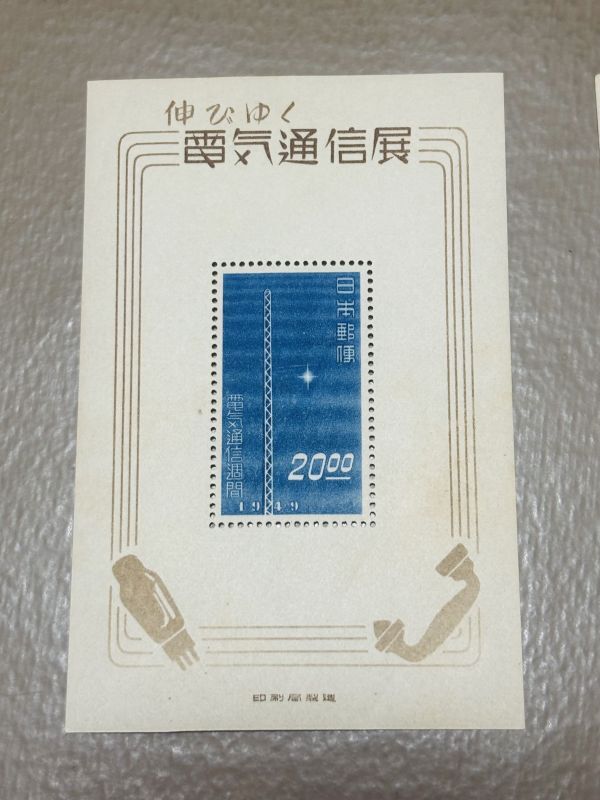 伸びゆく
電気通信展
日本郵便
電気通信週間
20.00
1949
印刷局製造